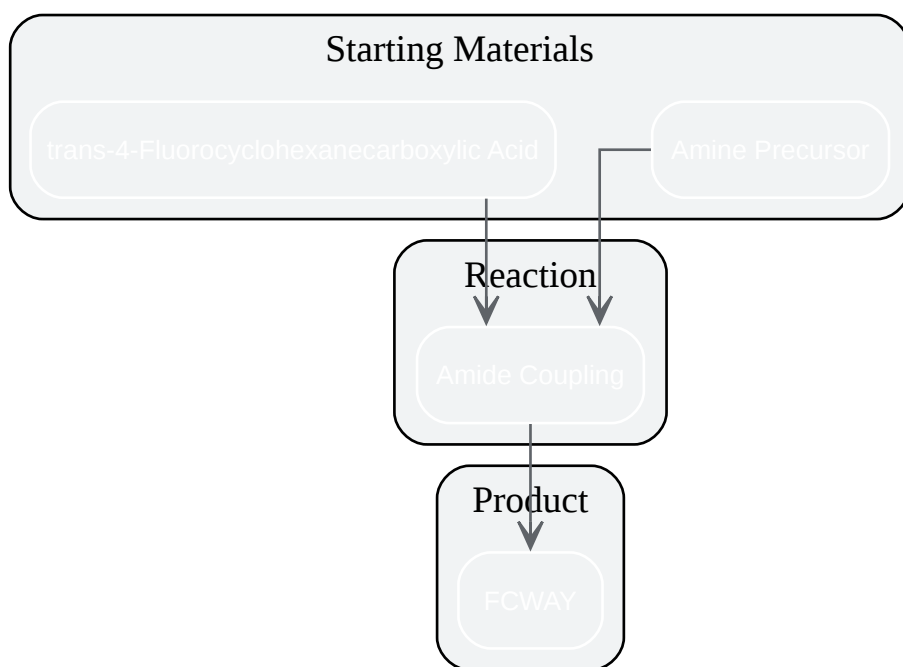 Starting Materials
trans-4-Fluorocyclohexanecarboxylic Acid
Amine Precursor
Reaction
Amide Coupling
Product
FCWAY